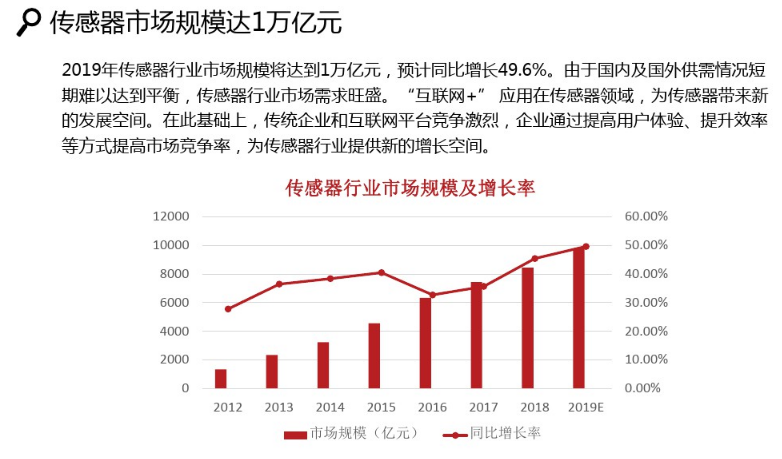 传感器市场规模达1万亿元
2019年传感器行业市场规模将达到1万亿元，预计同比增长49.6%。由于国内及国外供需情况短
期难以达到平衡，传感器行业市场需求旺盛。“互联网+” 应用在传感器领域，为传感器带来新
的发展空间。在此基础上，传统企业和互联网平台竞争激烈，企业通过提高用户体验、提升效率
等方式提高市场竞争率，为传感器行业提供新的增长空间。
传感器行业市场规模及增长率
12000 60.00%
10000 50.00%
8000 40.00%
6000 30.00%
4000 20.00%
2000 10.00%
0 0.00%
2012 2013 2014 2015 2016 2017 2018 2019E
市场规模（亿元） 同比增长率